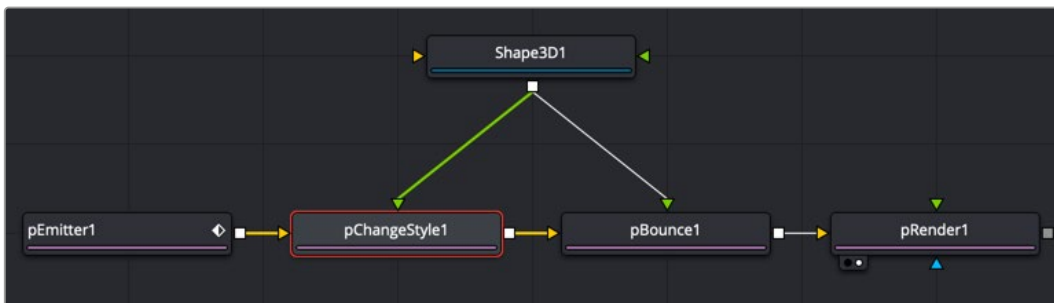 Shape3D1
pEmitter1
pChangeStyle1
pBounce1
pRender1